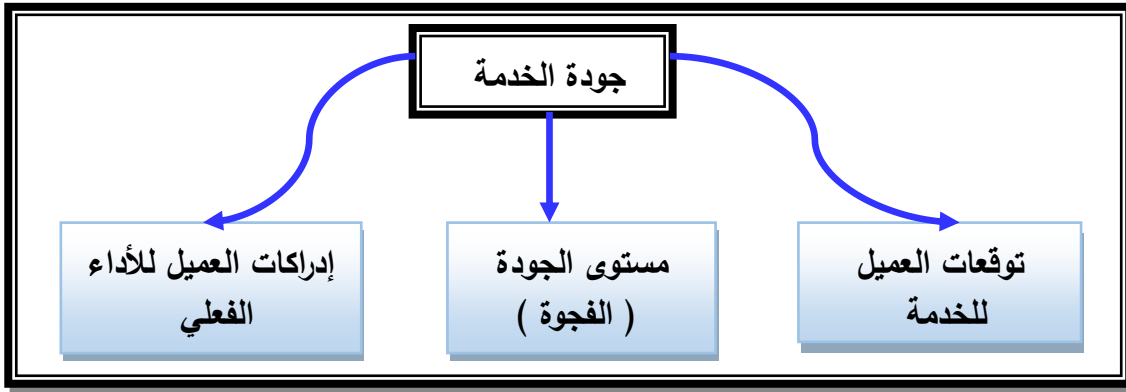 جودة الخدمة
توقعات العميل
للخدمة
مستوى الجودة
( الفجوة )
إدراكات العميل للأداء
الفعلي